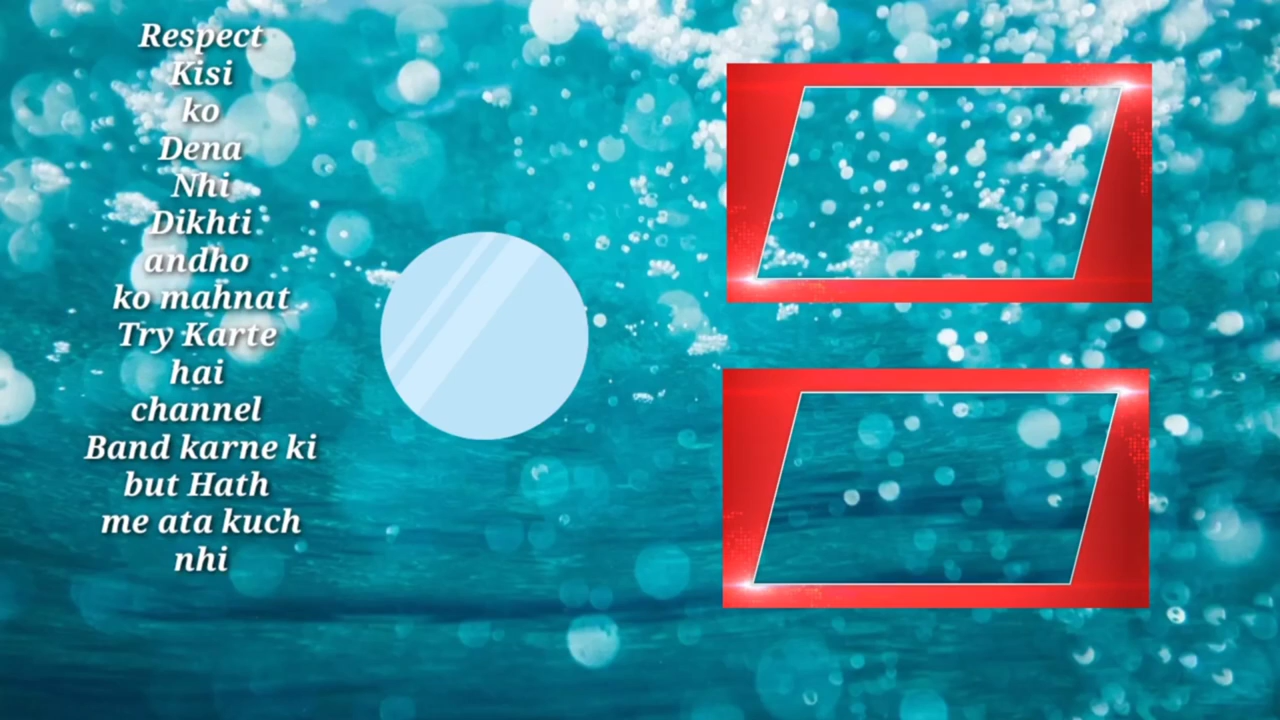 Respect
Kisi
ko
Dena
Nhi
Dikhti
andho
ko mahnat
Try Karte
hai
channel
Band karne ki
but Hath
me ata kuch
nhi